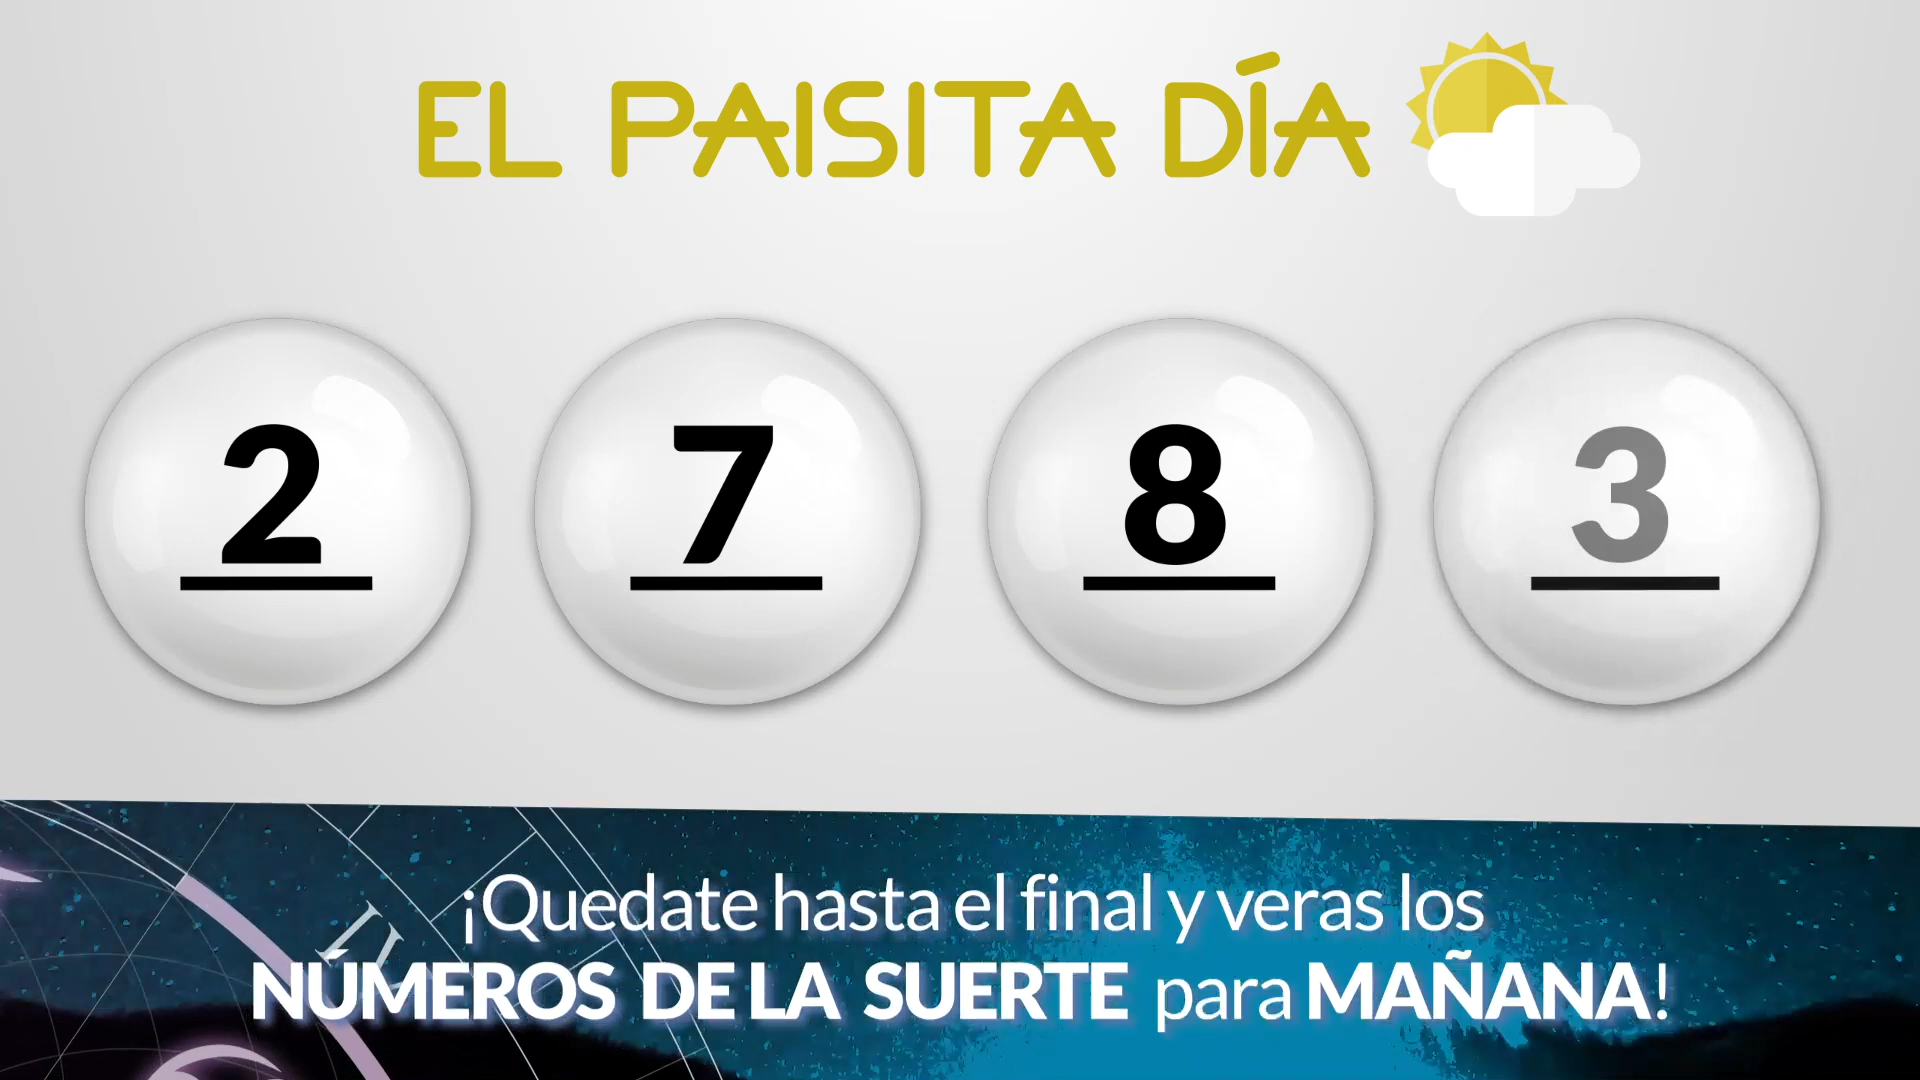 EL PAISITA DÍA
2 7 8 3
¡Quedate hasta el final y veras los
NÚMEROS DE LA SUERTE para MAÑANA!